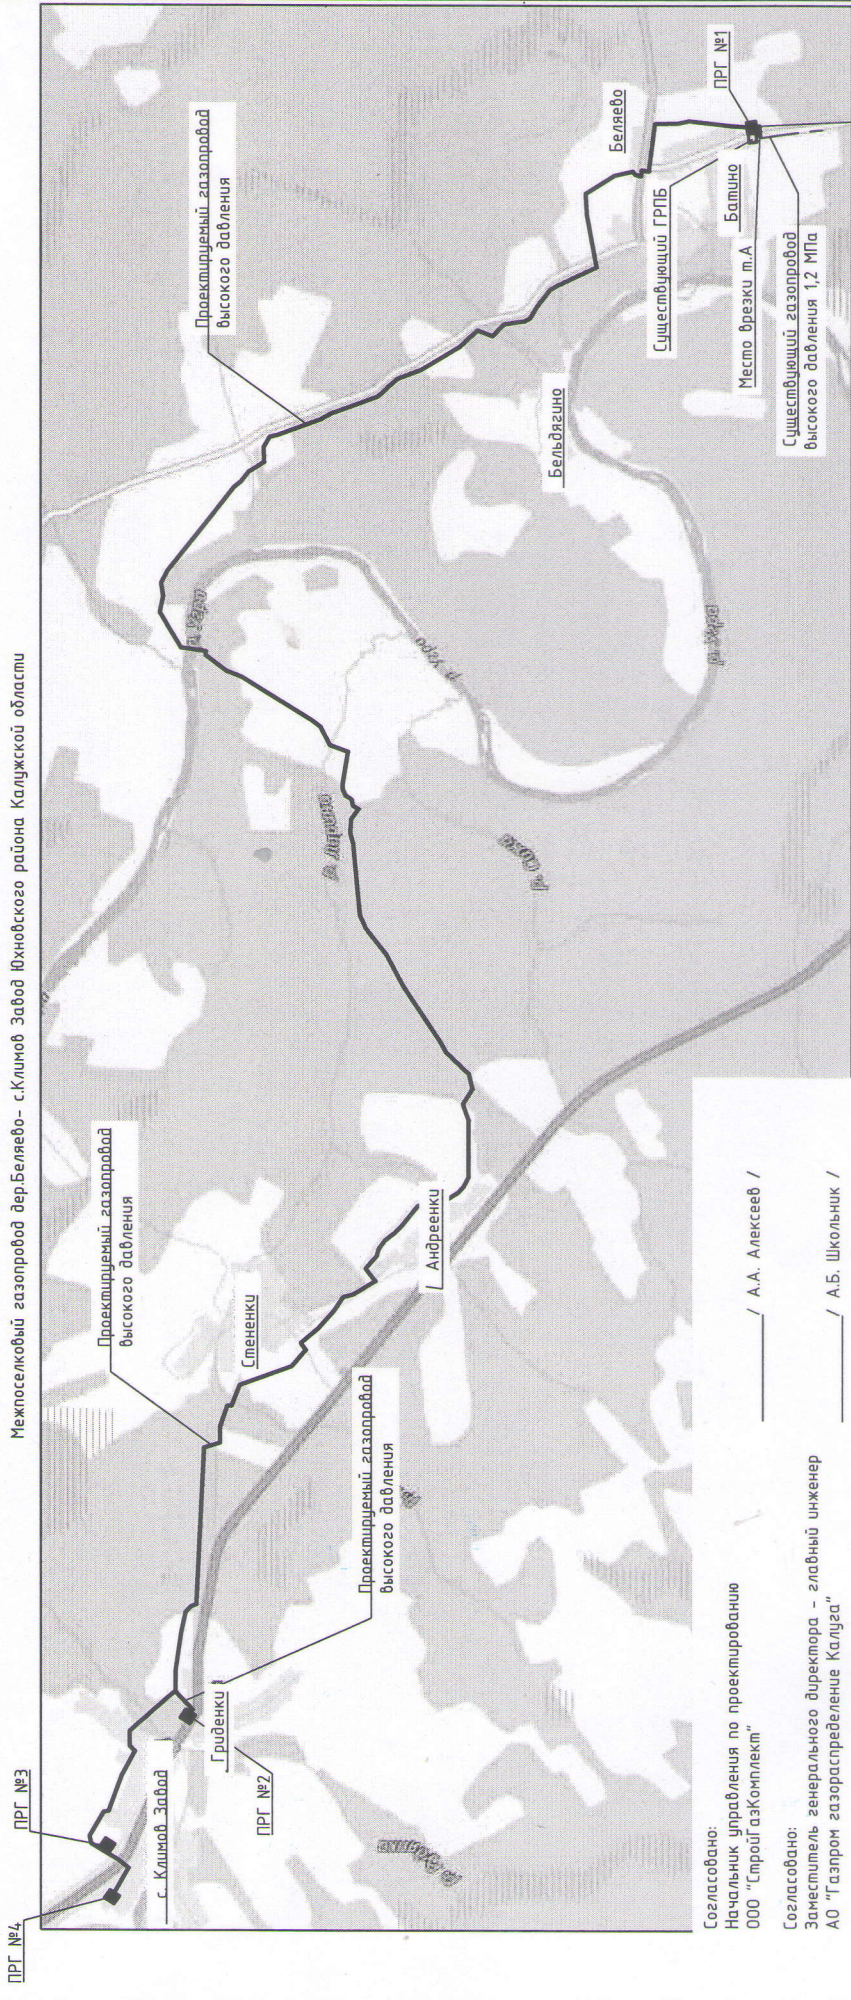 Межпоселковый газопровод дер.Беляево- с.Климов Завод Юхновского района Калужской области
ПРГ №4
ПРГ №3
с. Климов Завод
ПРГ №2
Гриденки
Проектируемый газопровод
высокого давления
Проектируемый газопровод
высокого давления
Стененки
Андреенки
р. Угра
р. Угра
р. Угра
Бельдягино
Проектируемый газопровод
высокого давления
Беляево
Существующий ГРПБ
ПРГ №1
Батино
Место врезки т.А
Существующий газопровод
высокого давления 1,2 МПа
Согласовано:
Начальник управления по проектированию
ООО "СтройГазКомплект"
/ А.А. Алексеев /
Согласовано:
Заместитель генерального директора - главный инженер
АО "Газпром газораспределение Калуга"
/ А.Б. Школьник /